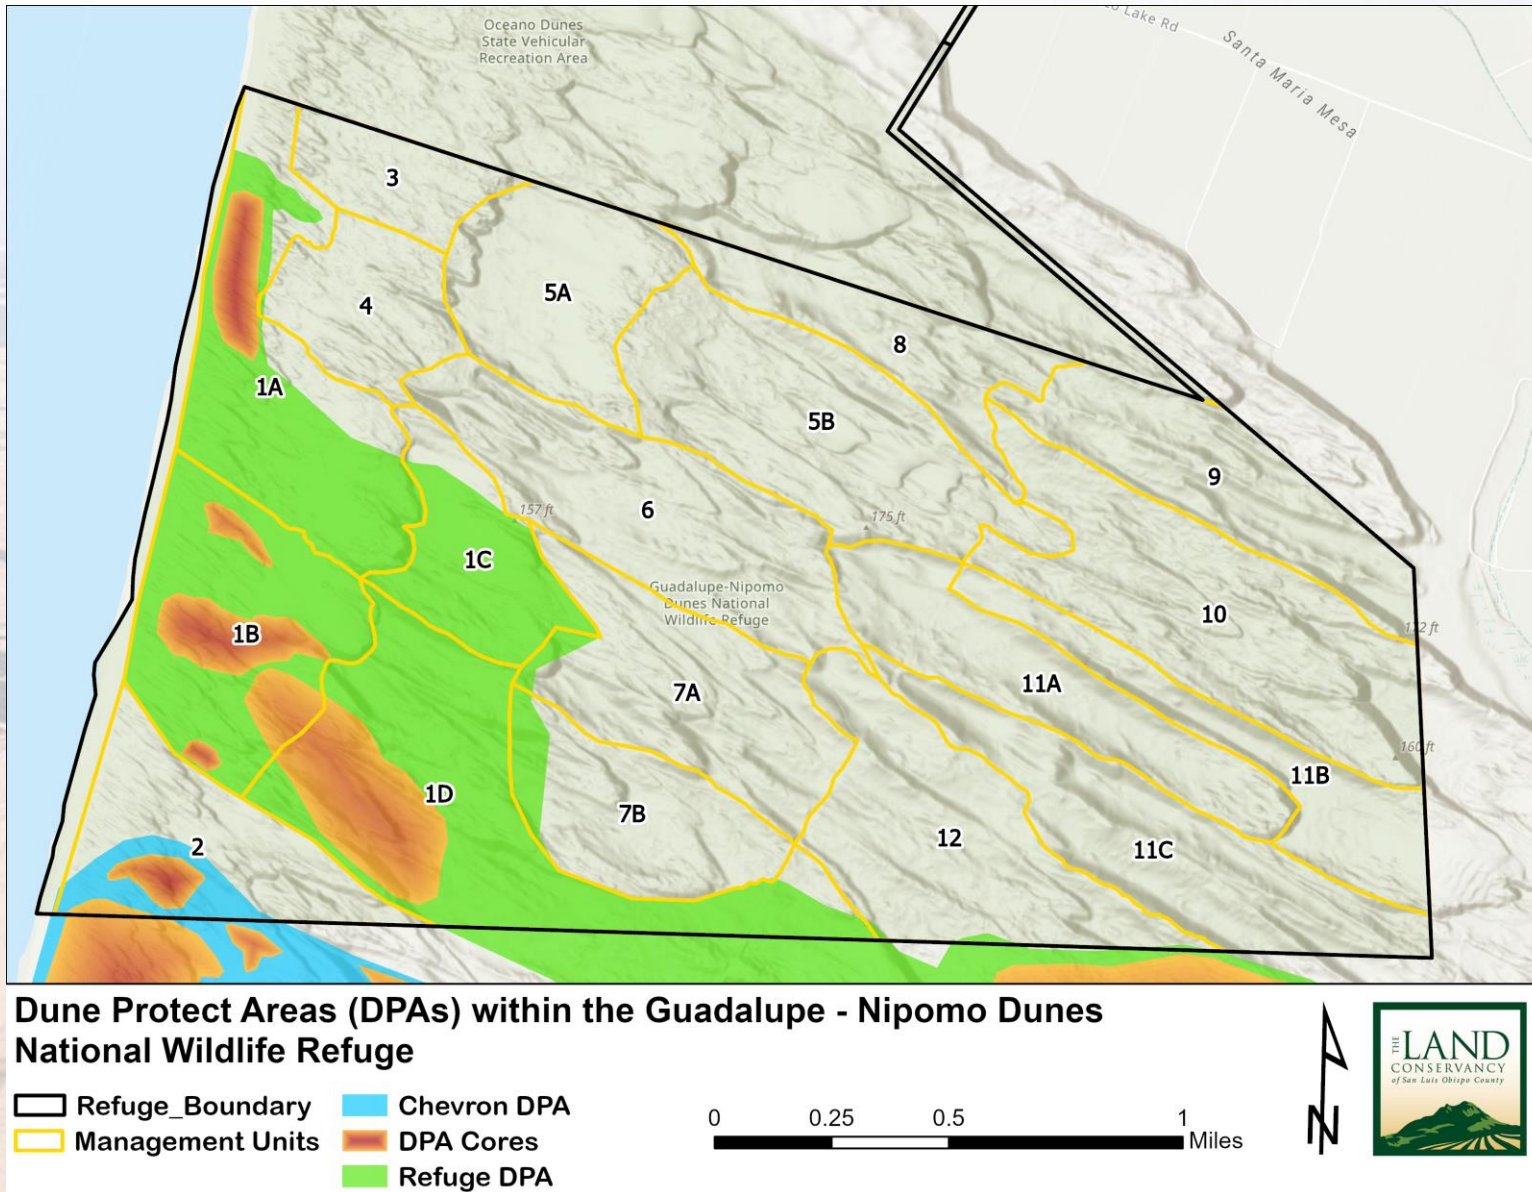 Oceano Dunes
State Vehicular
Recreation Area
Lake Rd
Santa Maria Mesa
3
5A
4
8
1A
5B
9
6
157 ft
175 ft
1C
Guadalupe-Nipomo
Dunes National
Wildlife Refuge
10
172 ft
1B
7A
11A
160 ft
11B
1D
7B
12
2
11C
Dune Protect Areas (DPAs) within the Guadalupe - Nipomo Dunes
National Wildlife Refuge
Refuge_Boundary
Management Units
Chevron DPA
DPA Cores
Refuge DPA
0 0.25 0.5 1
Miles
N
THE LAND
CONSERVANCY
of San Luis Obispo County